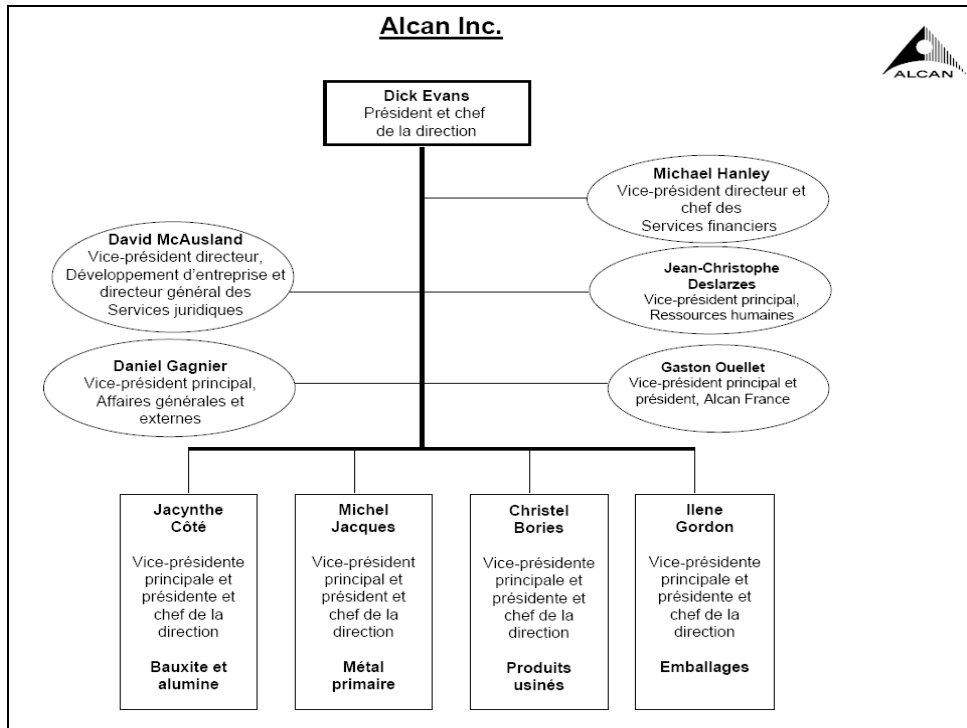 Alcan Inc.
ALCAN
Dick Evans
Président et chef
de la direction
Michael Hanley
Vice-président directeur et
chef des
Services financiers
David McAusland
Vice-président directeur,
Développement d'entreprise et
directeur général des
Services juridiques
Jean-Christophe
Deslarzes
Vice-président principal,
Ressources humaines
Daniel Gagnier
Vice-président principal,
Affaires générales et
externes
Gaston Ouellet
Vice-président principal et
président, Alcan France
Jacynthe
Côté
Vice-présidente
principale et
présidente et
chef de la
direction
Bauxite et
alumine
Michel
Jacques
Vice-président
principal et
président et
chef de la
direction
Métal
primaire
Christel
Bories
Vice-présidente
principale et
présidente et
chef de la
direction
Produits
usinés
Ilene
Gordon
Vice-présidente
principale et
présidente et
chef de la
direction
Emballages